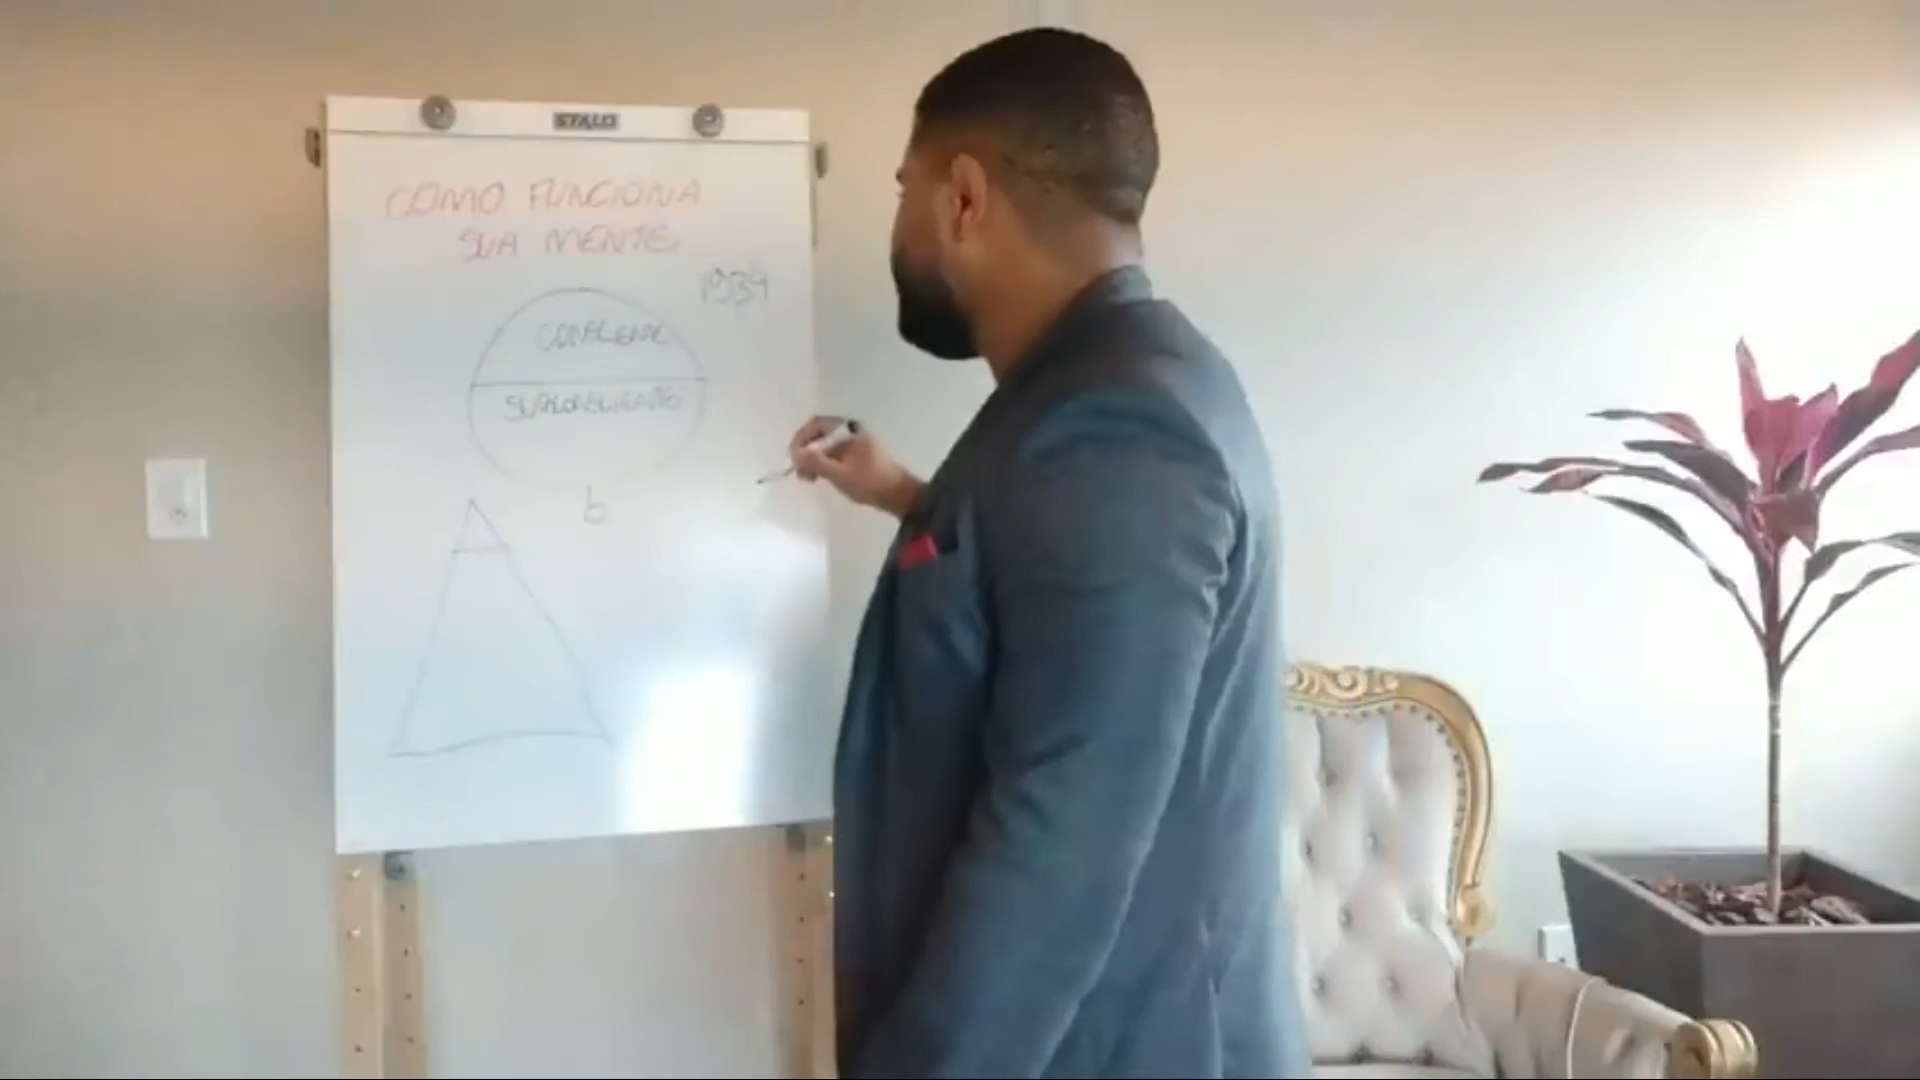 STALO
COMO FUNCIONA
SUA MENTE
1934
CONSCIENTE
SUBCONSCIENTE
b